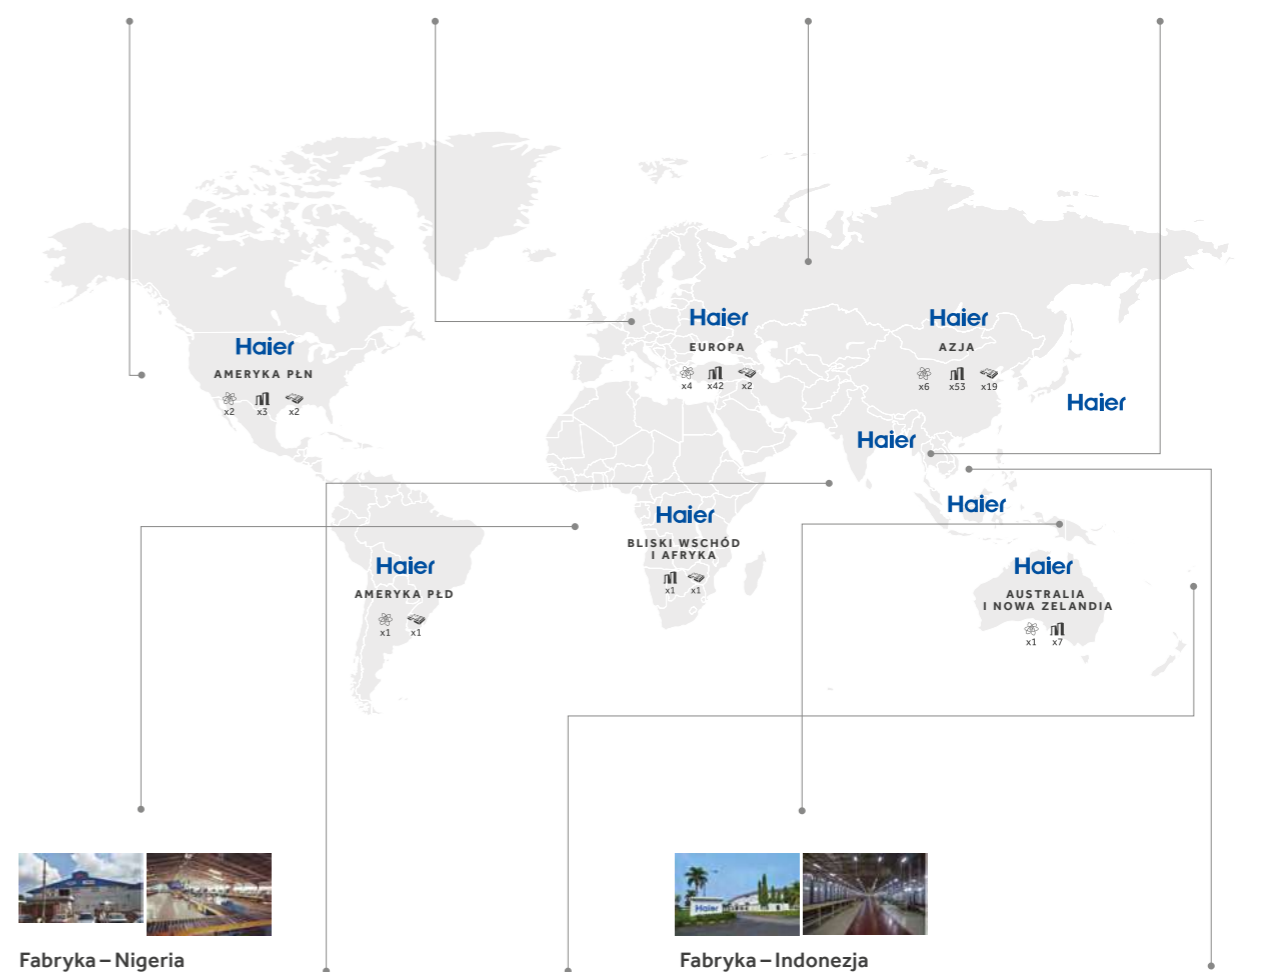 Haier
AMERYKA PŁN
x2 x3 x2
Haier
EUROPA
x4 x42 x2
Haier
AZJA
x6 x53 x19
Haier
Haier
Haier
Haier
BLISKI WSCHÓD
I AFRYKA
x1 x1
Haier
AMERYKA PŁD
x1 x1
Haier
AUSTRALIA
I NOWA ZELANDIA
x1 x7
Haier
Fabryka – Nigeria
Fabryka – Indonezja